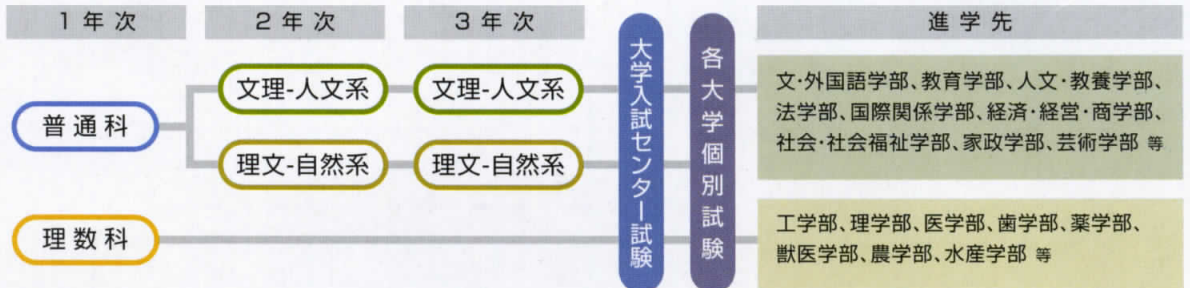 1年次
2年次
3年次
進学先
普通科
文理-人文系
文理-人文系
理文-自然系
理文-自然系
理数科
大学入試センター試験
各大学個別試験
文・外国語学部、教育学部、人文・教養学部、
法学部、国際関係学部、経済・経営・商学部、
社会・社会福祉学部、家政学部、芸術学部 等
工学部、理学部、医学部、歯学部、薬学部、
獣医学部、農学部、水産学部 等